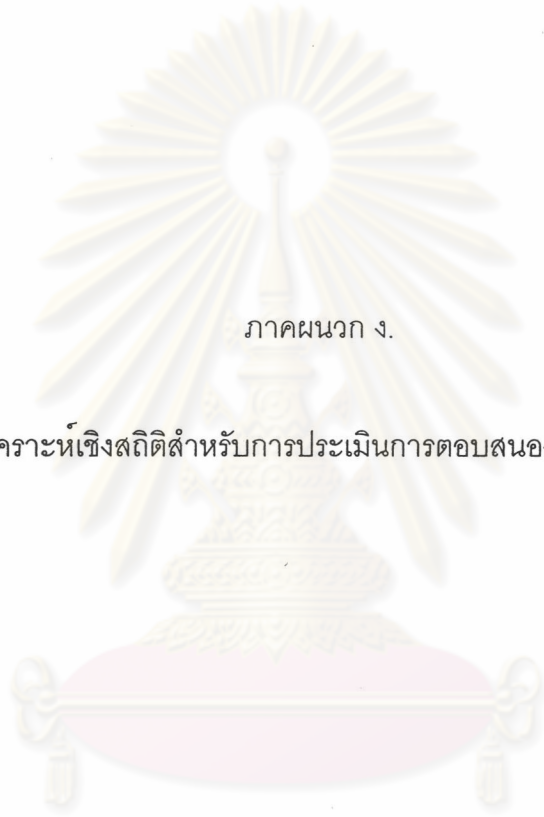 ภาคผนวก ง.
คราะห์เชิงสถิติสำหรับการประเมินการตอบสนอง